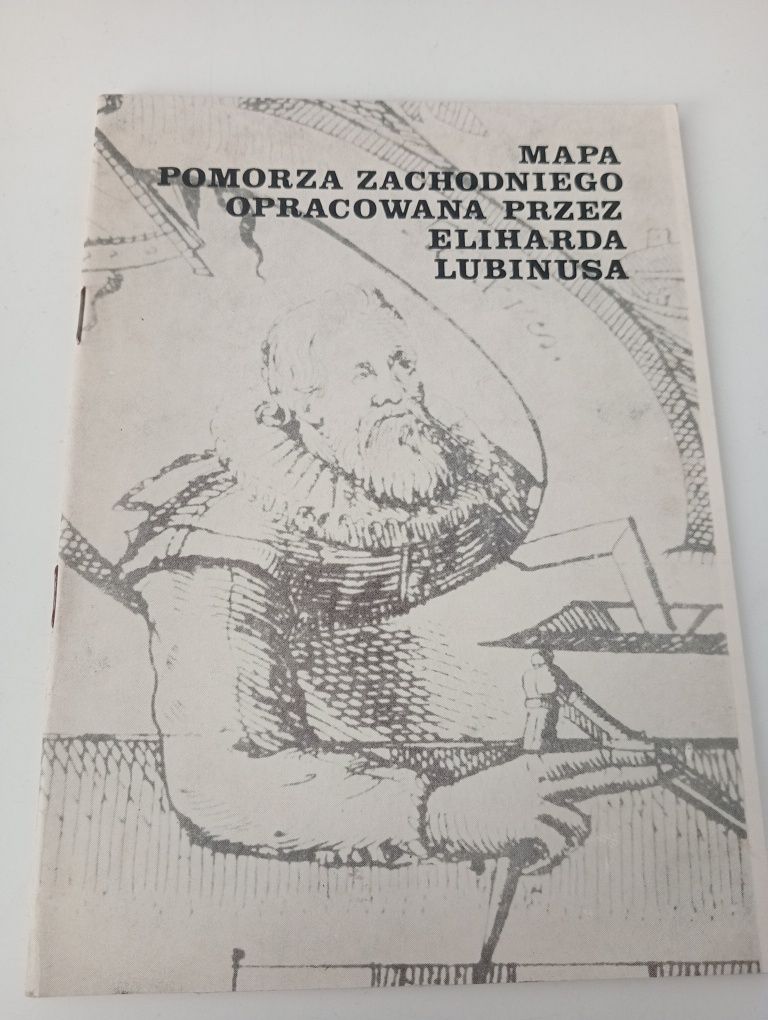 MAPA
POMORZA ZACHODNIEGO
OPRACOWANA PRZEZ
ELIHARDA
LUBINUSA